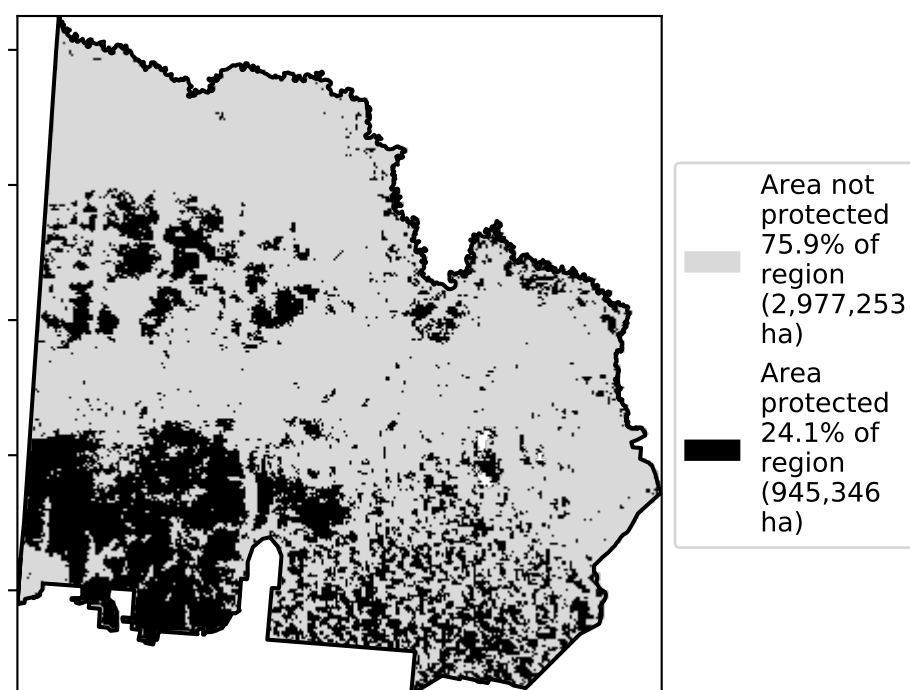 Area not
protected
75.9% of
region
(2,977,253
ha)
Area
protected
24.1% of
region
(945,346
ha)